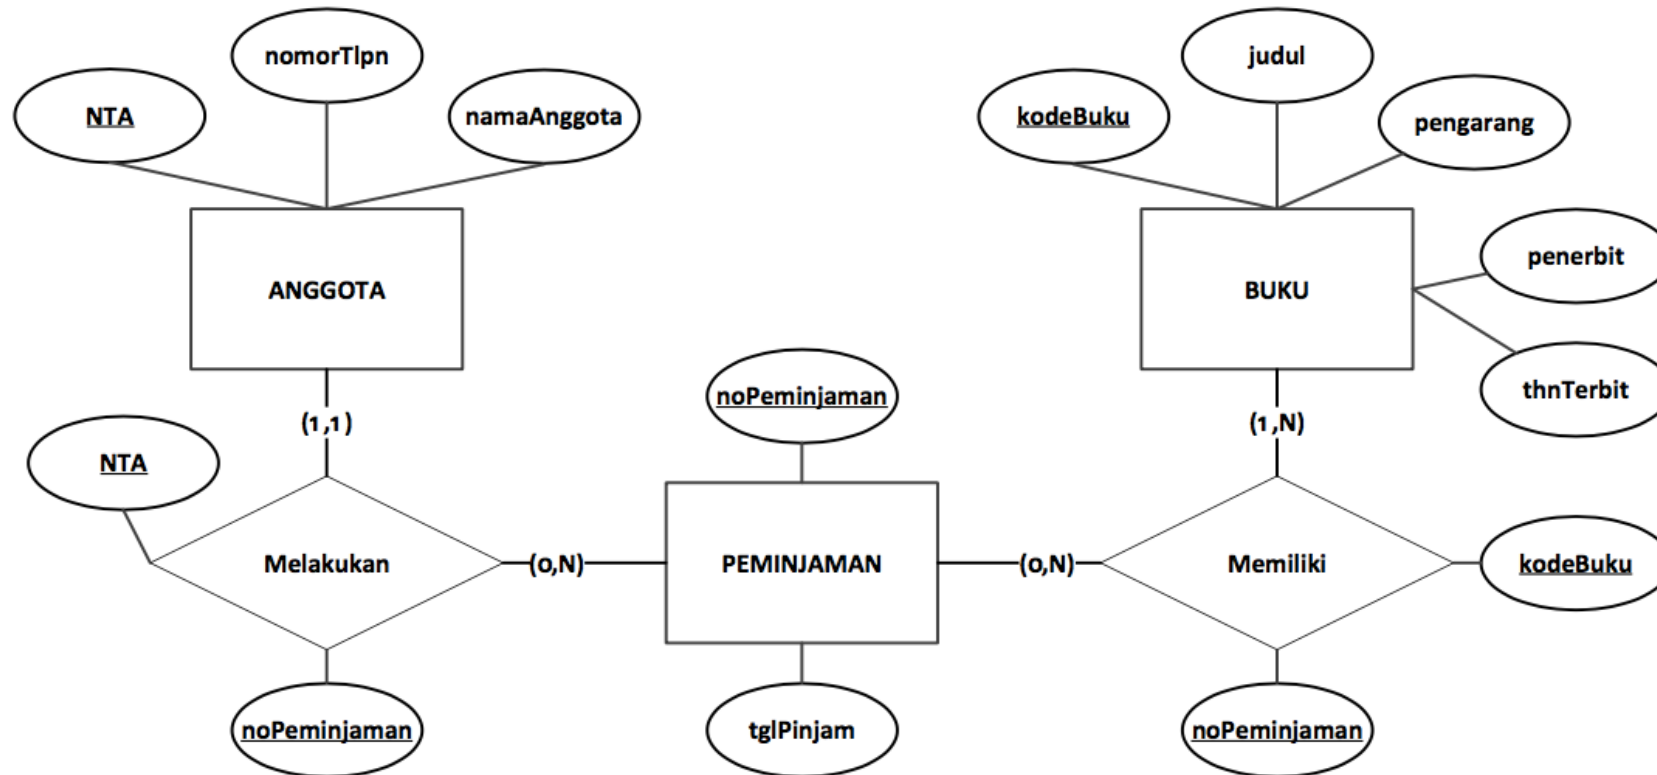 nomorTlpn
judul
NTA
namaAnggota
kodeBuku
pengarang
penerbit
ANGGOTA
BUKU
thnTerbit
noPeminjaman
(1,1)
(1,N)
NTA
Melakukan
(0,N)
PEMINJAMAN
(0,N)
Memiliki
kodeBuku
noPeminjaman
tglPinjam
noPeminjaman